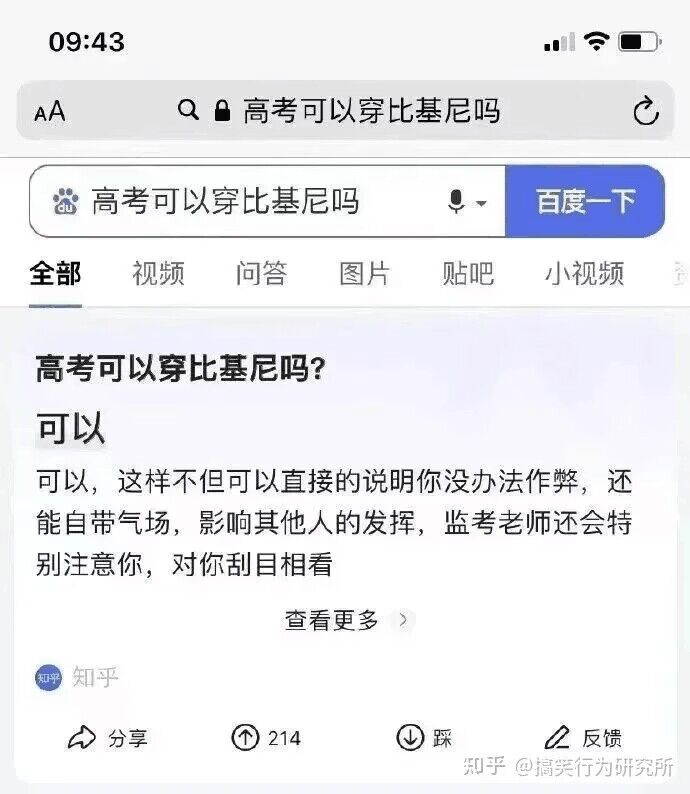 09:43
AA 高考可以穿比基尼吗
du 高考可以穿比基尼吗 百度一下
全部 视频 问答 图片 贴吧 小视频
高考可以穿比基尼吗?
可以
可以，这样不但可以直接的说明你没办法作弊，还
能自带气场，影响其他人的发挥，监考老师还会特
别注意你，对你刮目相看
查看更多
知乎 知乎
分享 214 踩 反馈
知乎 @搞笑行为研究所